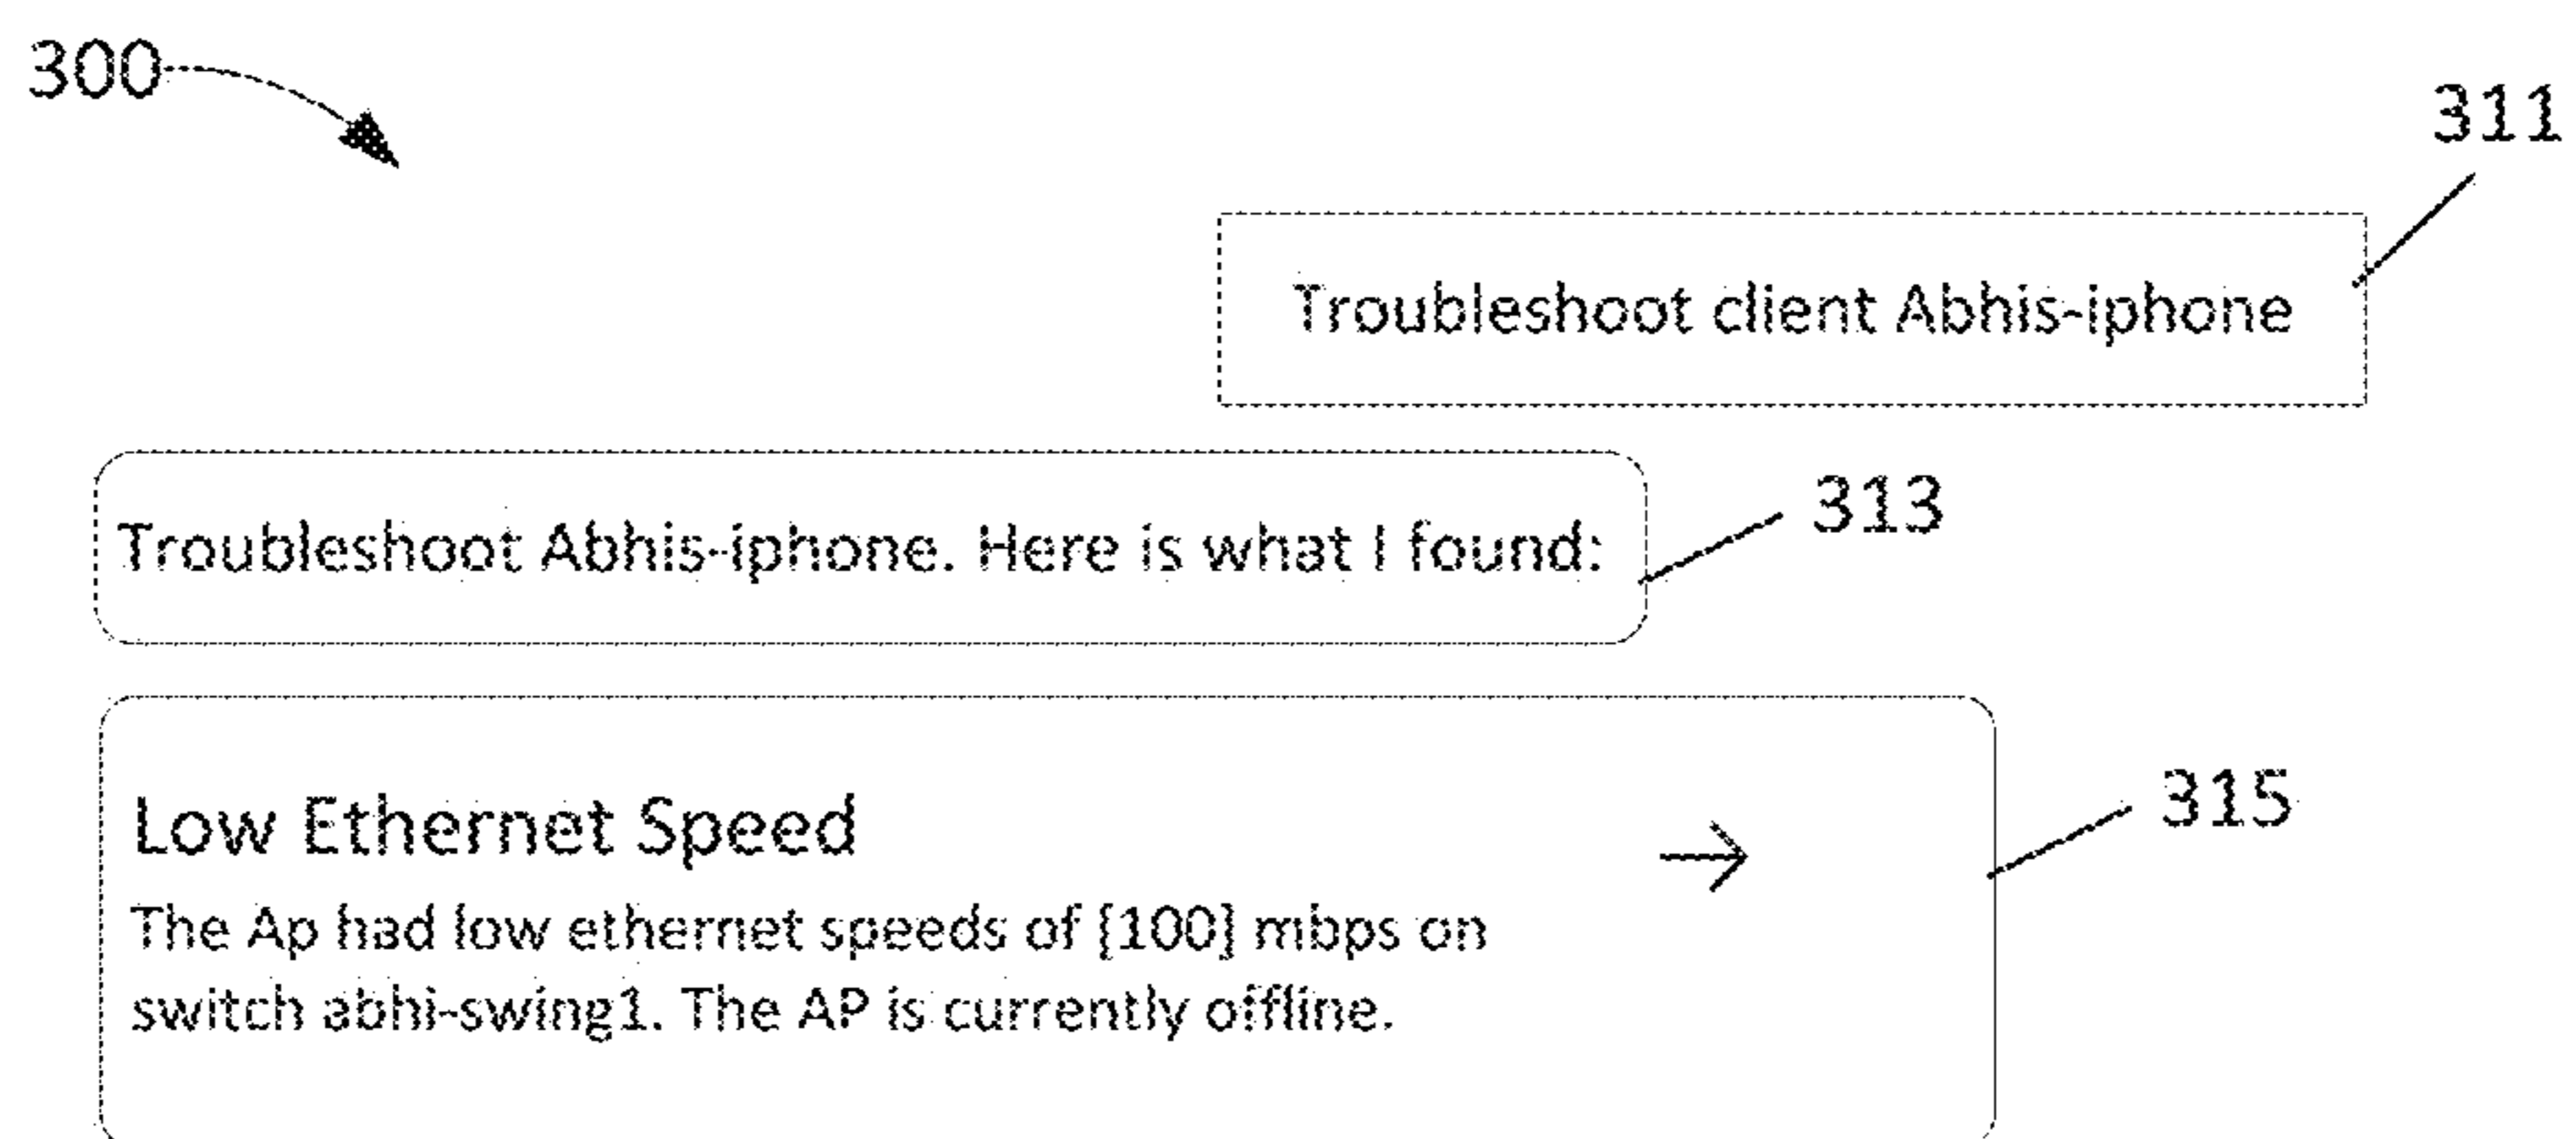 300
311
Troubleshoot client Abhis-iphone
Troubleshoot Abhis-iphone. Here is what I found:
313
Low Ethernet Speed
→
315
The Ap had low ethernet speeds of [100] mbps on
switch abhi-swing1. The AP is currently offline.